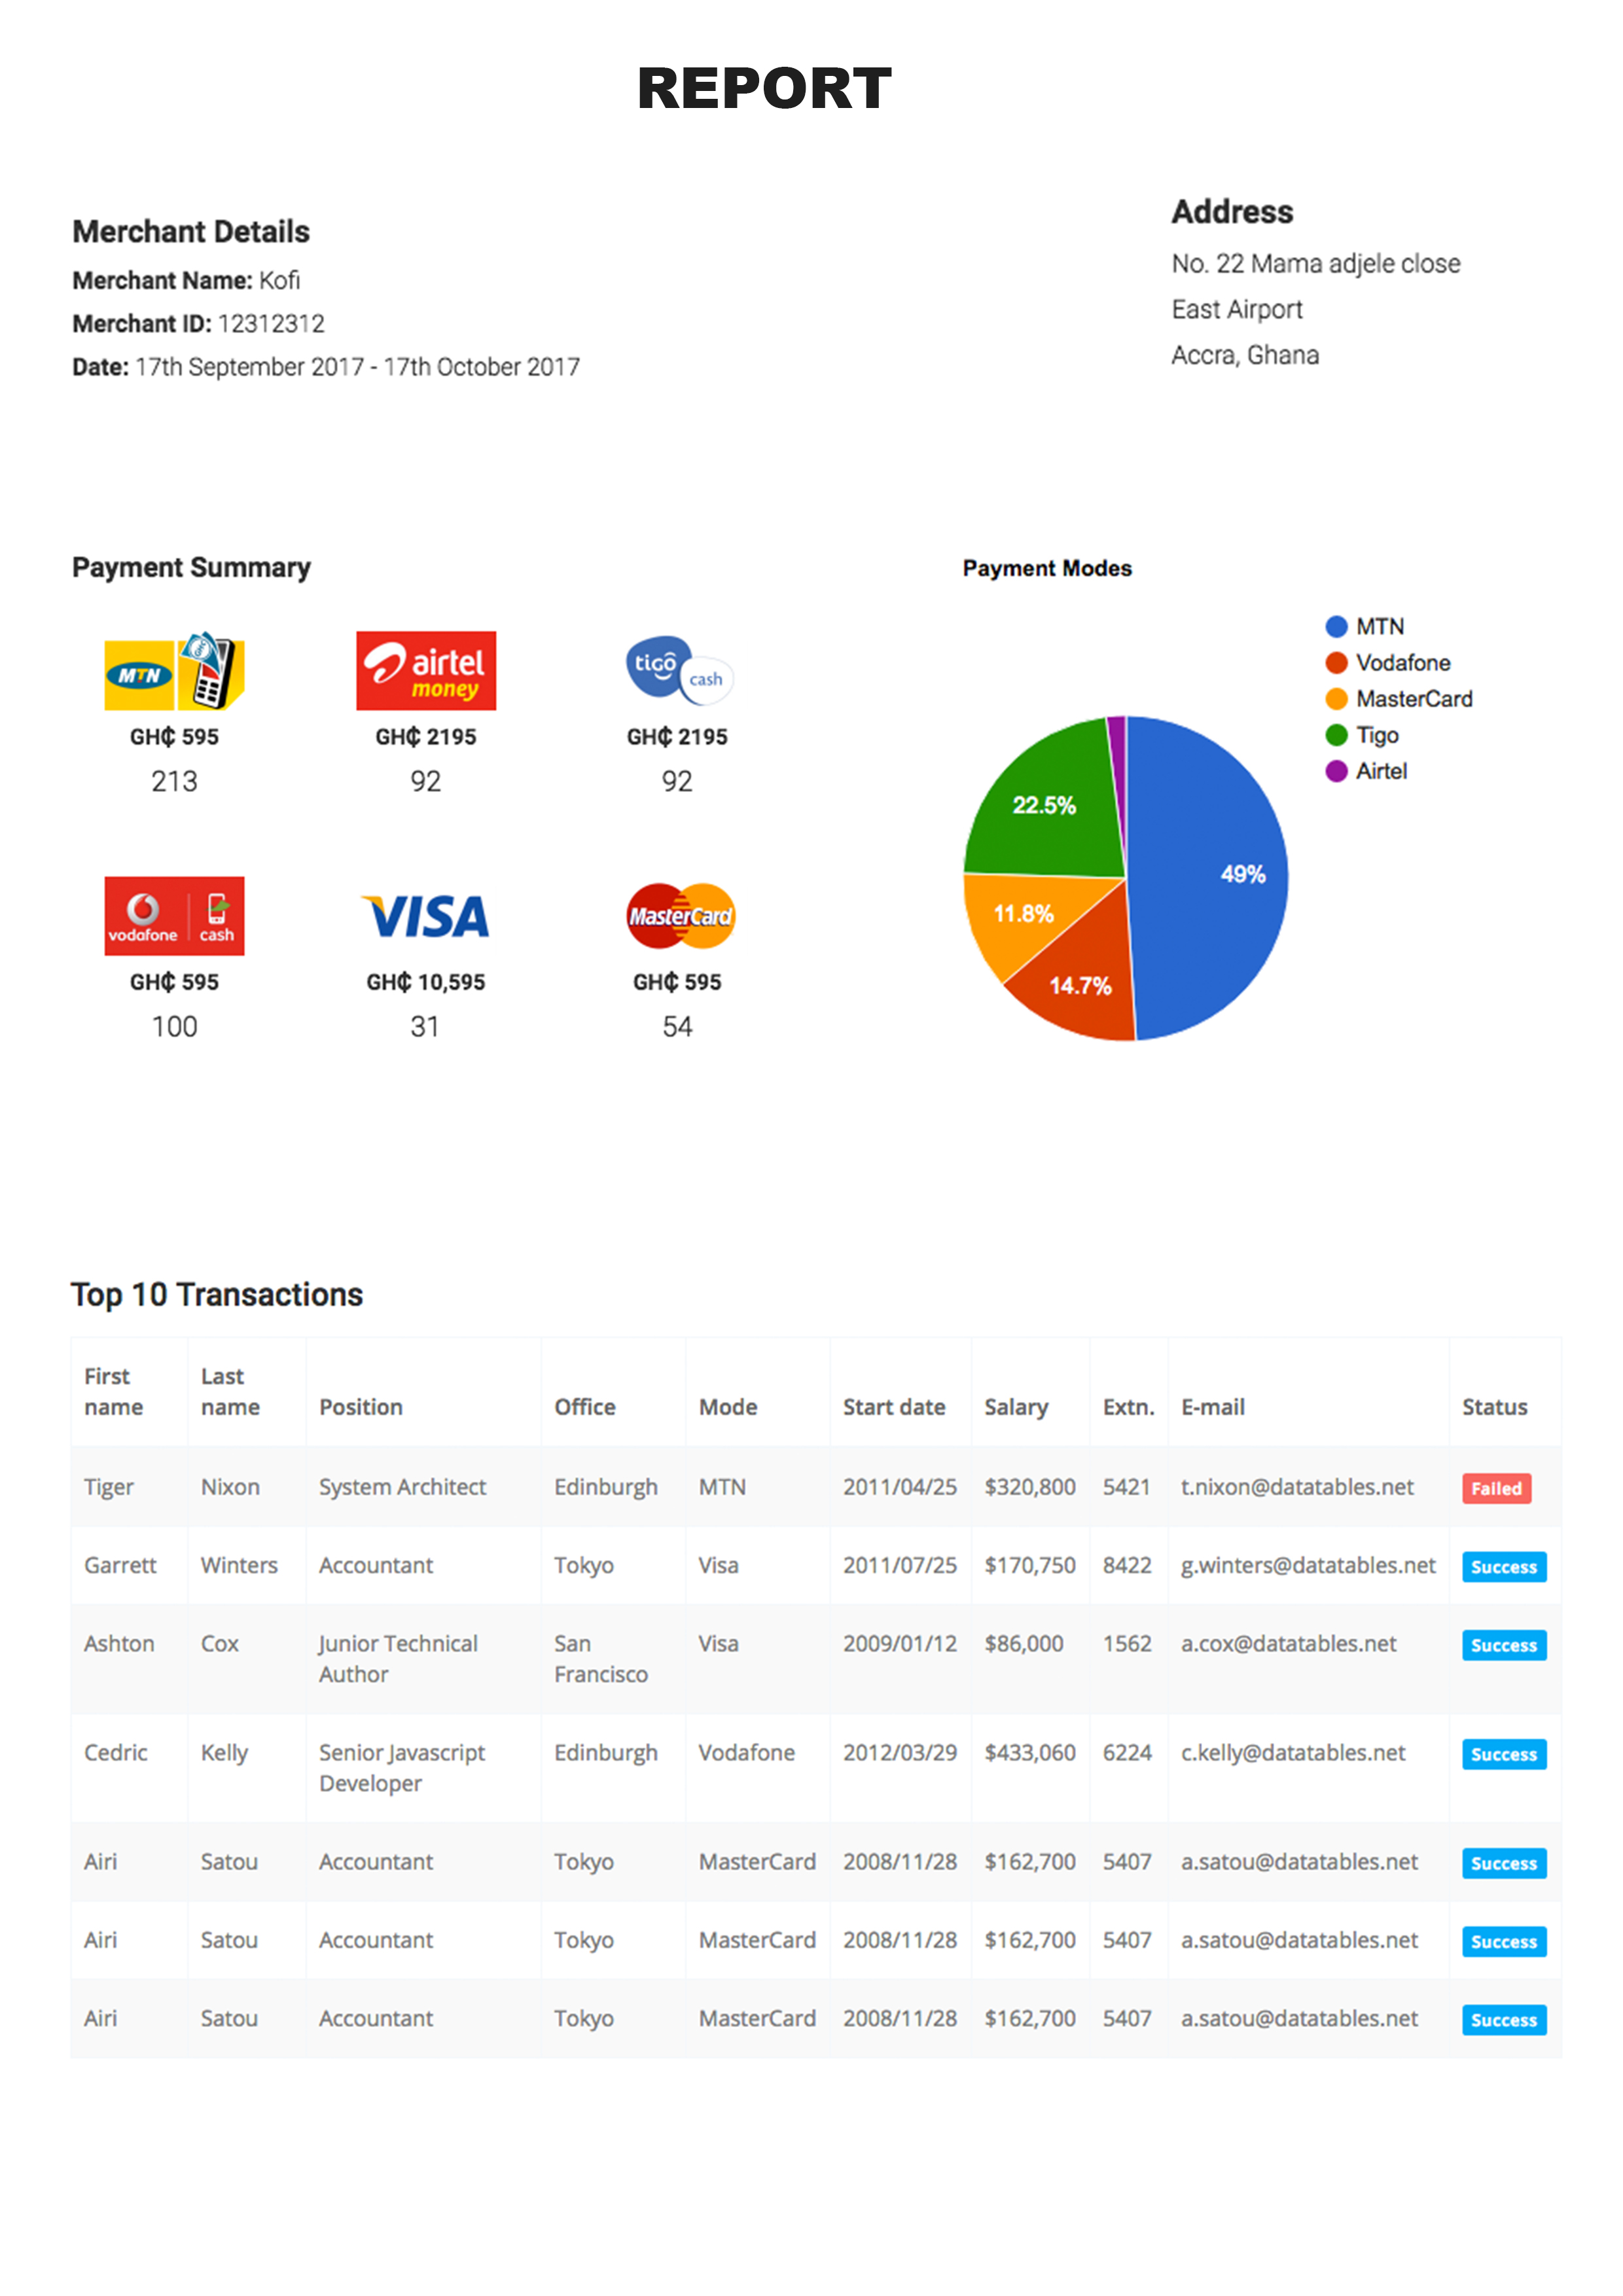 REPORT
Merchant Details
Merchant Name: Kofi
Merchant ID: 12312312
Date: 17th September 2017 - 17th October 2017
Address
No. 22 Mama adjele close
East Airport
Accra, Ghana
Payment Summary
MTN
airtel
money
tigo
cash
GH₵ 595
GH₵ 2195
GH₵ 2195
213
92
92
vodafone
cash
VISA
MasterCard
GH₵ 595
GH₵ 10,595
GH₵ 595
100
31
54
Payment Modes
MTN
Vodafone
MasterCard
Tigo
Airtel
22.5%
49%
11.8%
14.7%
Top 10 Transactions
First name Last name Position Office Mode Start date Salary Extn. E-mail Status
Tiger Nixon System Architect Edinburgh MTN 2011/04/25 $320,800 5421 t.nixon@datatables.net Failed
Garrett Winters Accountant Tokyo Visa 2011/07/25 $170,750 8422 g.winters@datatables.net Success
Ashton Cox Junior Technical Author San Francisco Visa 2009/01/12 $86,000 1562 a.cox@datatables.net Success
Cedric Kelly Senior Javascript Developer Edinburgh Vodafone 2012/03/29 $433,060 6224 c.kelly@datatables.net Success
Airi Satou Accountant Tokyo MasterCard 2008/11/28 $162,700 5407 a.satou@datatables.net Success
Airi Satou Accountant Tokyo MasterCard 2008/11/28 $162,700 5407 a.satou@datatables.net Success
Airi Satou Accountant Tokyo MasterCard 2008/11/28 $162,700 5407 a.satou@datatables.net Success